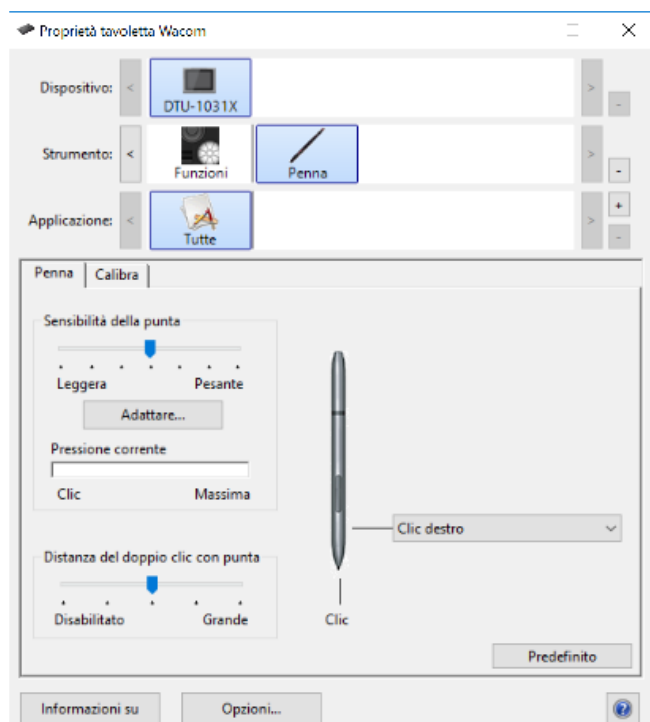 Proprietà tavoletta Wacom
Dispositivo:
<
DTU-1031X
>
-
Strumento:
<
Funzioni
Penna
>
-
Applicazione:
<
Tutte
>
+
-
Penna
Calibra
Sensibilità della punta
Leggera
Pesante
Adattare...
Pressione corrente
Clic
Massima
Clic destro
Distanza del doppio clic con punta
Disabilitato
Grande
Clic
Predefinito
Informazioni su
Opzioni...
?